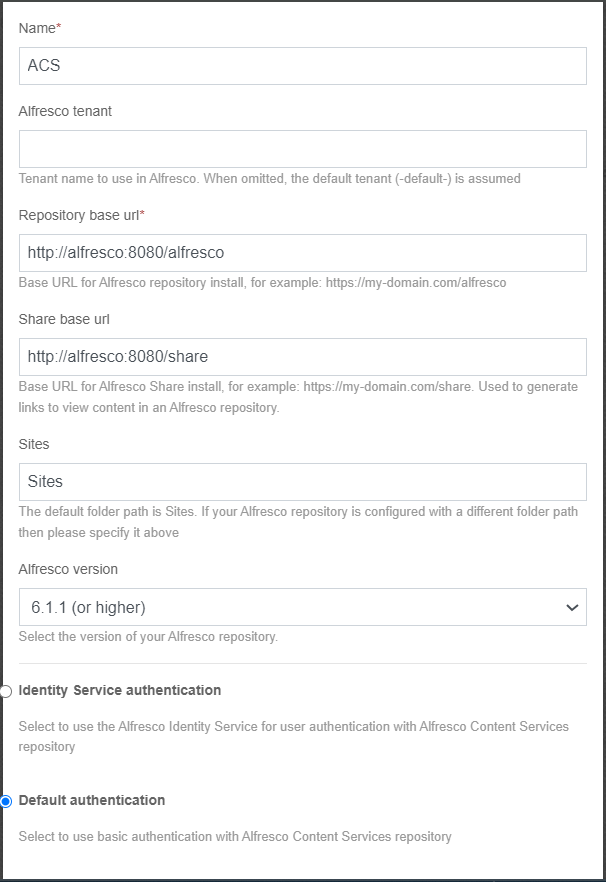 Name*
ACS
Alfresco tenant
Tenant name to use in Alfresco. When omitted, the default tenant (-default-) is assumed
Repository base url*
http://alfresco:8080/alfresco
Base URL for Alfresco repository install, for example: https://my-domain.com/alfresco
Share base url
http://alfresco:8080/share
Base URL for Alfresco Share install, for example: https://my-domain.com/share. Used to generate
links to view content in an Alfresco repository.
Sites
Sites
The default folder path is Sites. If your Alfresco repository is configured with a different folder path
then please specify it above
Alfresco version
6.1.1 (or higher)
Select the version of your Alfresco repository.
Identity Service authentication
Select to use the Alfresco Identity Service for user authentication with Alfresco Content Services
repository
Default authentication
Select to use basic authentication with Alfresco Content Services repository